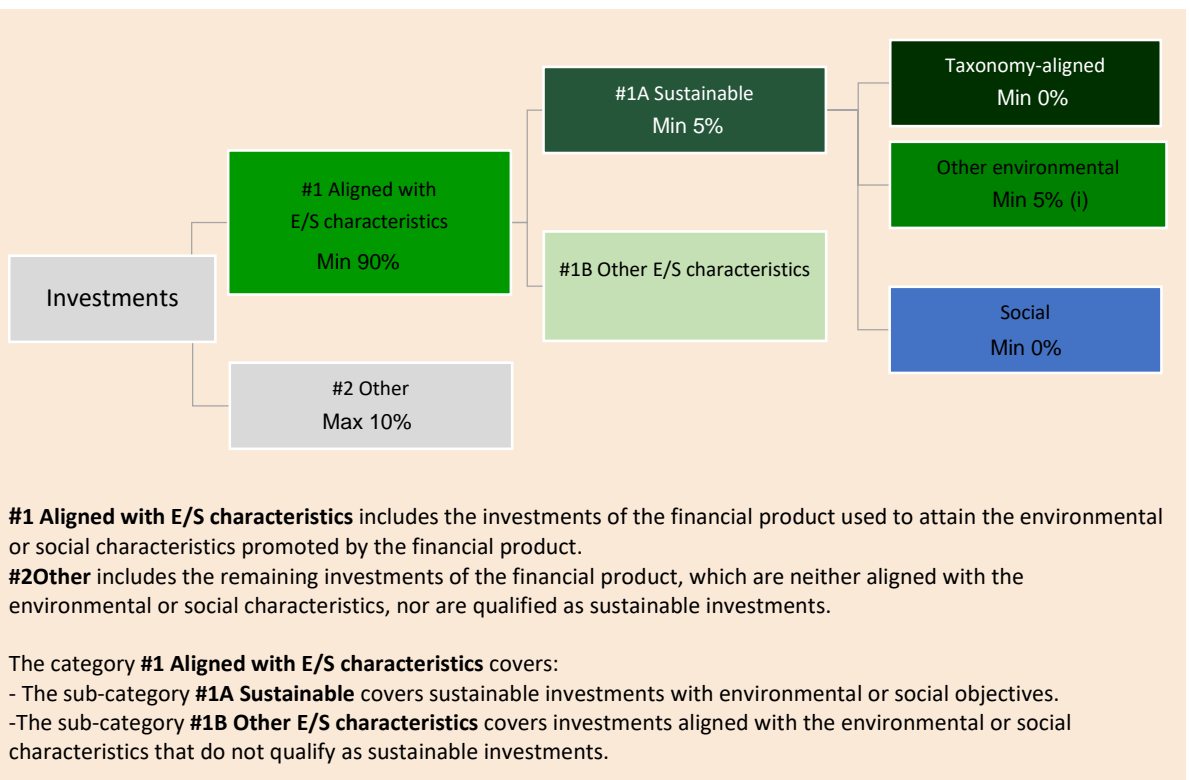 Investments
#1 Aligned with
E/S characteristics
Min 90%
#2 Other
Max 10%
#1A Sustainable
Min 5%
#1B Other E/S characteristics
Taxonomy-aligned
Min 0%
Other environmental
Min 5% (i)
Social
Min 0%
#1 Aligned with E/S characteristics includes the investments of the financial product used to attain the environmental
or social characteristics promoted by the financial product.
#2Other includes the remaining investments of the financial product, which are neither aligned with the
environmental or social characteristics, nor are qualified as sustainable investments.
The category #1 Aligned with E/S characteristics covers:
- The sub-category #1A Sustainable covers sustainable investments with environmental or social objectives.
-The sub-category #1B Other E/S characteristics covers investments aligned with the environmental or social
characteristics that do not qualify as sustainable investments.